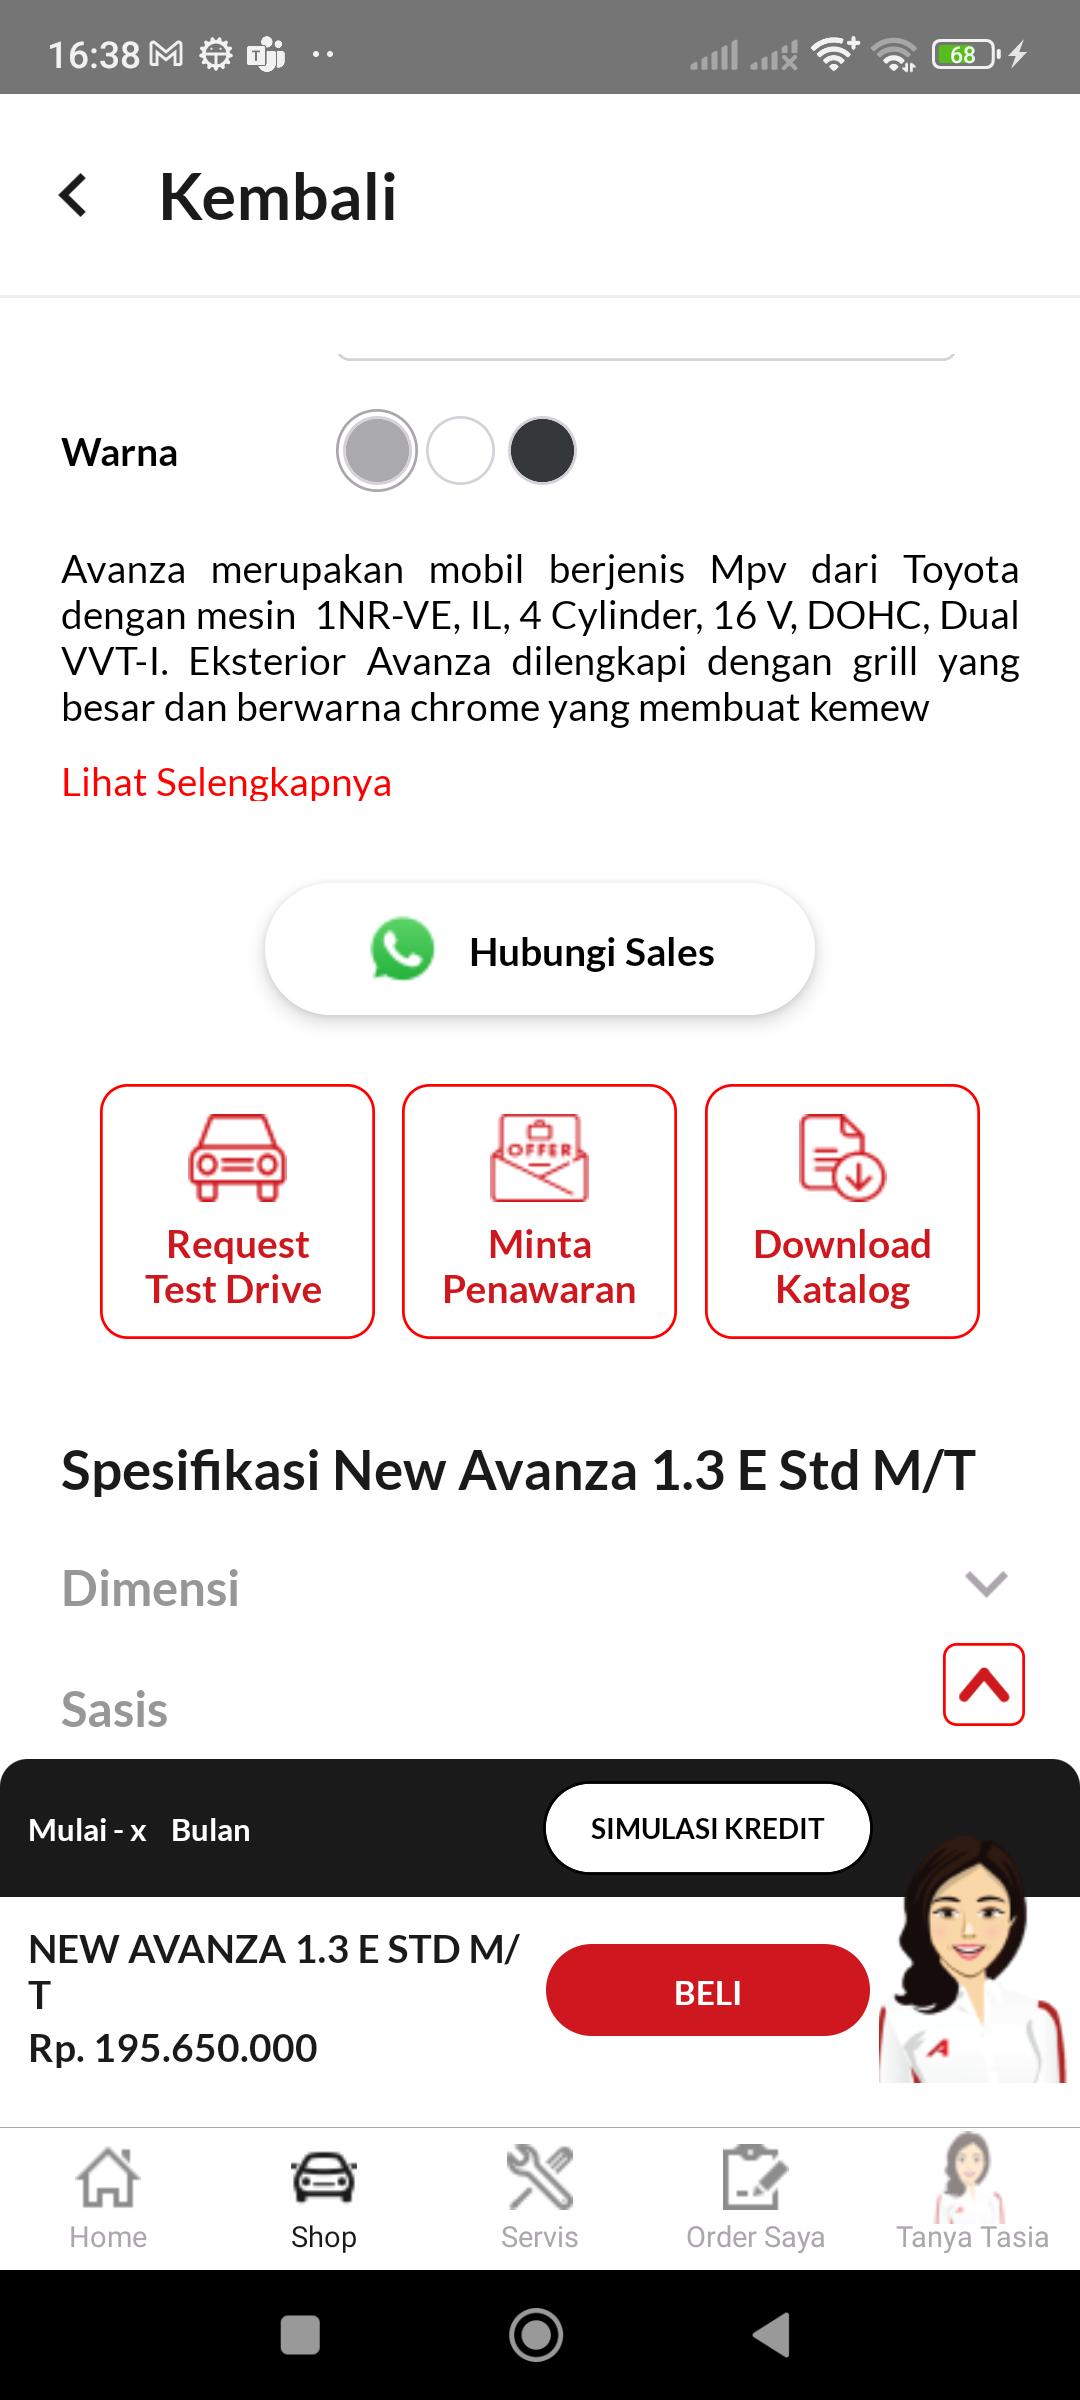 16:38
68
Kembali
Warna
Avanza merupakan mobil berjenis Mpv dari Toyota
dengan mesin 1NR-VE, IL, 4 Cylinder, 16 V, DOHC, Dual
VVT-I. Eksterior Avanza dilengkapi dengan grill yang
besar dan berwarna chrome yang membuat kemew
Lihat Selengkapnya
Hubungi Sales
OFFER
Request
Test Drive
Minta
Penawaran
Download
Katalog
Spesifikasi New Avanza 1.3 E Std M/T
Dimensi
Sasis
Mulai - x Bulan
SIMULASI KREDIT
NEW AVANZA 1.3 E STD M/
T
Rp. 195.650.000
BELI
Home
Shop
Servis
Order Saya
Tanya Tasia